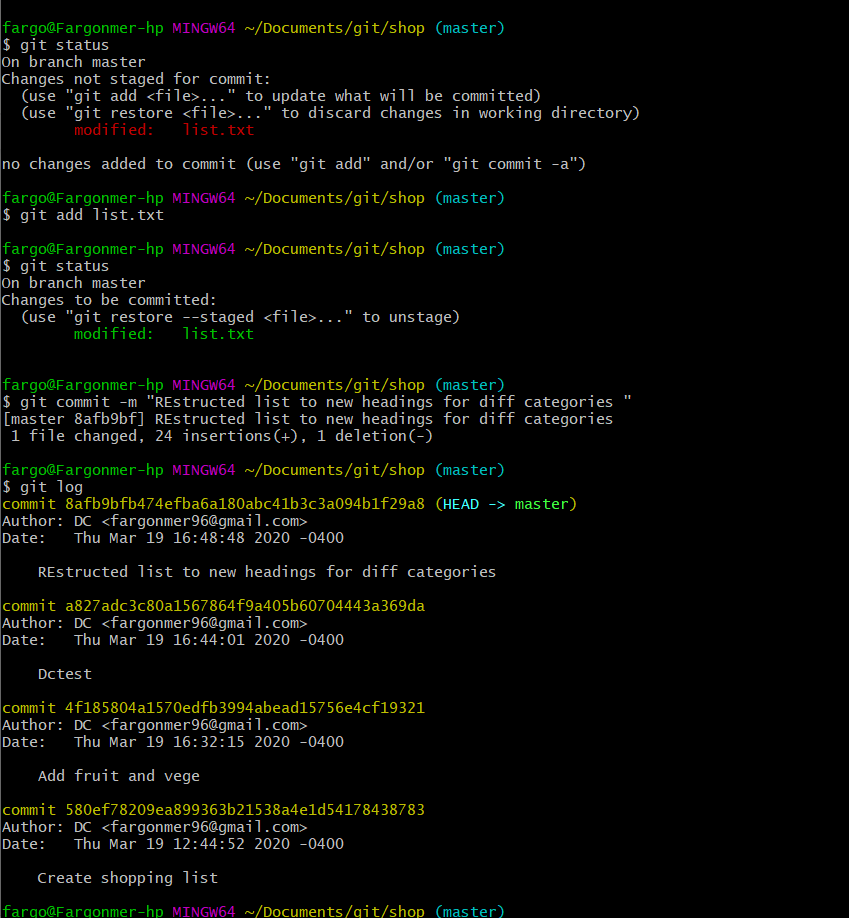 fargo@Fargonmer-hp MINGW64 ~/Documents/git/shop (master)
$ git status
On branch master
Changes not staged for commit:
  (use "git add <file>..." to update what will be committed)
  (use "git restore <file>..." to discard changes in working directory)
        modified:   list.txt

no changes added to commit (use "git add" and/or "git commit -a")

fargo@Fargonmer-hp MINGW64 ~/Documents/git/shop (master)
$ git add list.txt

fargo@Fargonmer-hp MINGW64 ~/Documents/git/shop (master)
$ git status
On branch master
Changes to be committed:
  (use "git restore --staged <file>..." to unstage)
        modified:   list.txt


fargo@Fargonmer-hp MINGW64 ~/Documents/git/shop (master)
$ git commit -m "REstructed list to new headings for diff categories "
[master 8afb9bf] REstructed list to new headings for diff categories
 1 file changed, 24 insertions(+), 1 deletion(-)

fargo@Fargonmer-hp MINGW64 ~/Documents/git/shop (master)
$ git log
commit 8afb9bfb474efba6a180abc41b3c3a094b1f29a8 (HEAD -> master)
Author: DC <fargonmer96@gmail.com>
Date:   Thu Mar 19 16:48:48 2020 -0400

    REstructed list to new headings for diff categories

commit a827adc3c80a1567864f9a405b60704443a369da
Author: DC <fargonmer96@gmail.com>
Date:   Thu Mar 19 16:44:01 2020 -0400

    Dctest

commit 4f185804a1570edfb3994abead15756e4cf19321
Author: DC <fargonmer96@gmail.com>
Date:   Thu Mar 19 16:32:15 2020 -0400

    Add fruit and vege

commit 580ef78209ea899363b21538a4e1d54178438783
Author: DC <fargonmer96@gmail.com>
Date:   Thu Mar 19 12:44:52 2020 -0400

    Create shopping list

fargo@Fargonmer-hp MINGW64 ~/Documents/git/shop (master)